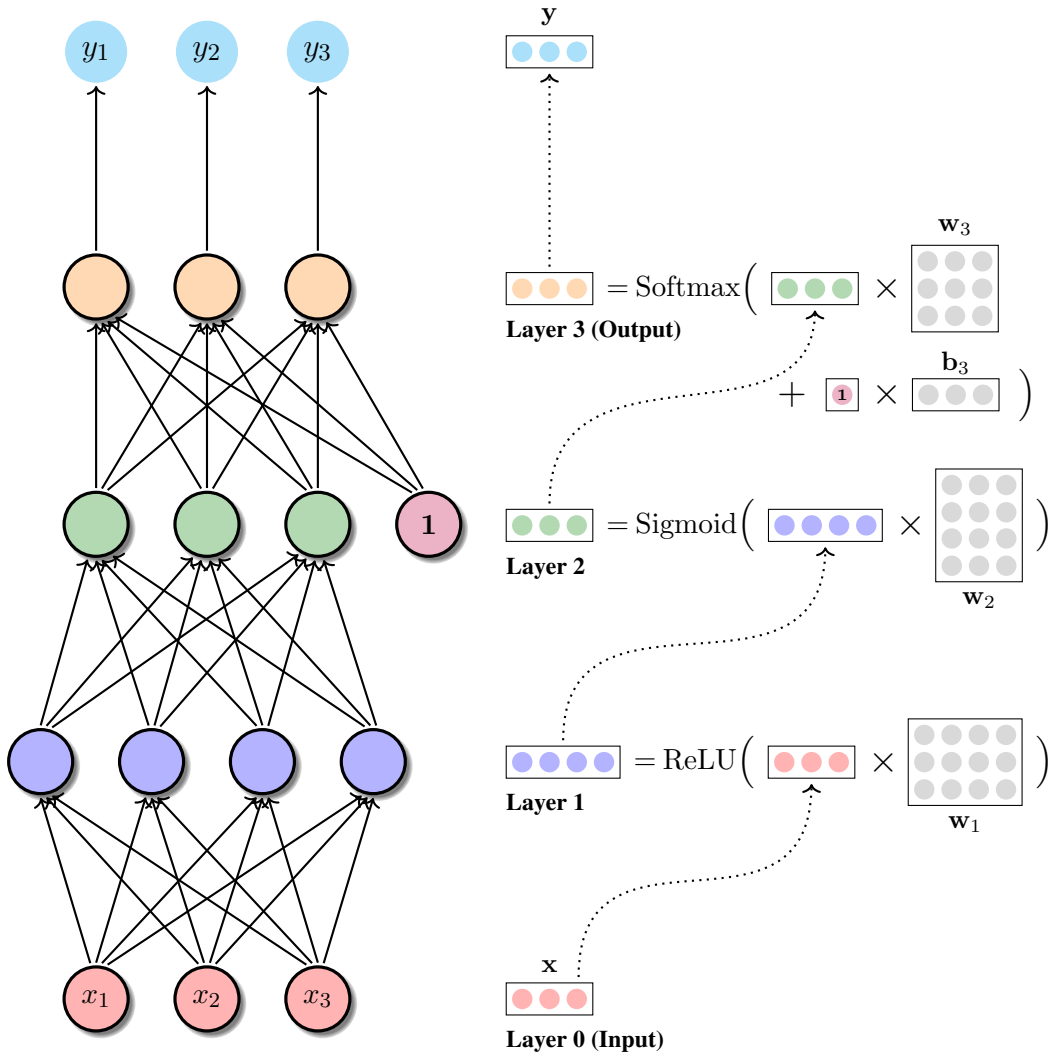 y
y₁ y₂ y₃
w₃
= Softmax( × 
Layer 3 (Output)
b₃
+ 1 × )
1
= Sigmoid( × )
Layer 2
w₂
= ReLU( × )
Layer 1
w₁
x
x₁ x₂ x₃
Layer 0 (Input)